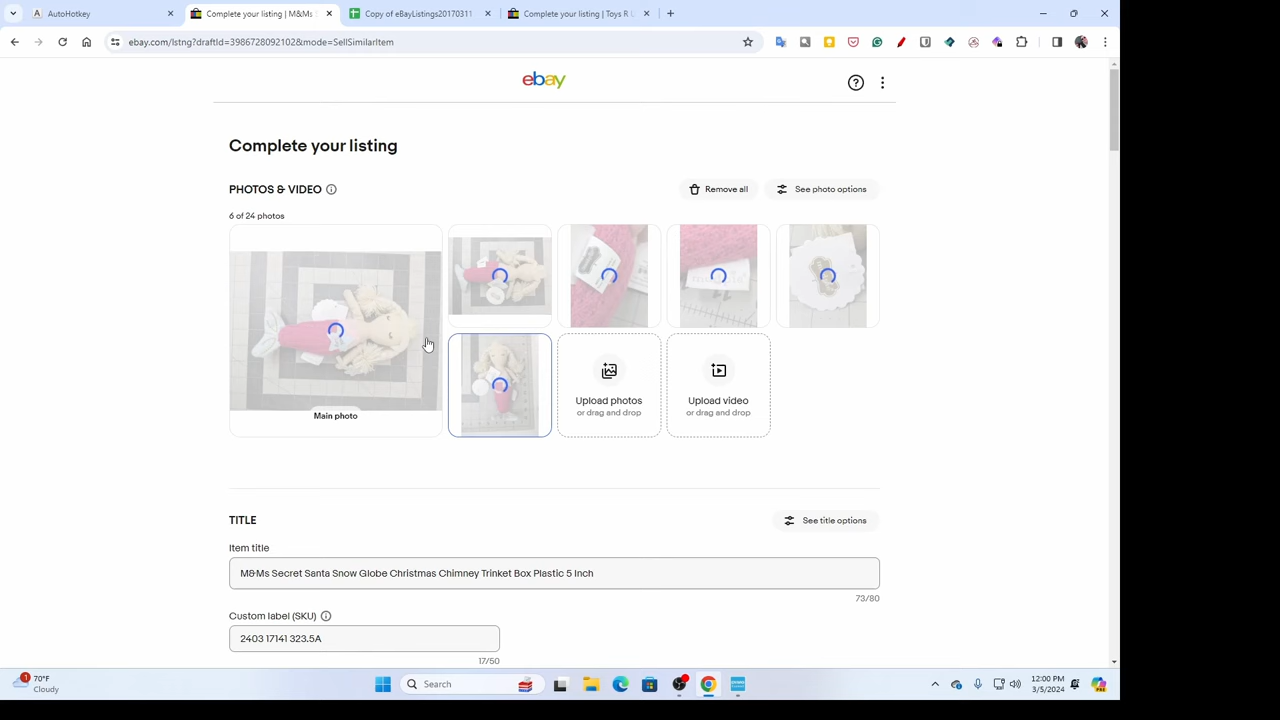 AutoHotkey
Complete your listing | M&Ms S
Copy of eBayListings20170311
Complete your listing | Toys R U
ebay.com/lstng?draftId=3986728092102&mode=SellSimilarItem
ebay
Complete your listing
PHOTOS & VIDEO
Remove all
See photo options
6 of 24 photos
Main photo
Upload photos
or drag and drop
Upload video
or drag and drop
TITLE
See title options
Item title
M&Ms Secret Santa Snow Globe Christmas Chimney Trinket Box Plastic 5 Inch
73/80
Custom label (SKU)
2403 17141 323.5A
17/50
1
70°F
Cloudy
Search
12:00 PM
3/5/2024